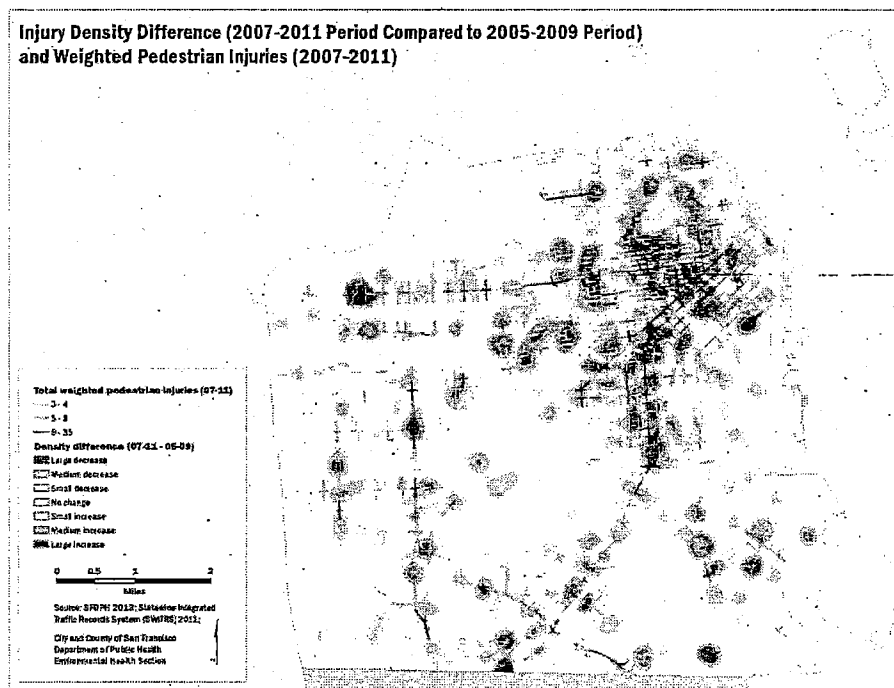 Injury Density Difference (2007-2011 Period Compared to 2005-2009 Period)
and Weighted Pedestrian Injuries (2007-2011)
Total weighted pedestrian injuries (07-11)
3 - 4
5 - 8
9 - 35
Density difference (07-11 - 05-09)
Large decrease
Medium decrease
Small decrease
No change
Small increase
Medium increase
Large increase
0 0.5 1 2
Miles
Source: SFDPH 2013; Statewide Integrated
Traffic Records System (SWITRS) 2011;
City and County of San Francisco
Department of Public Health
Environmental Health Section